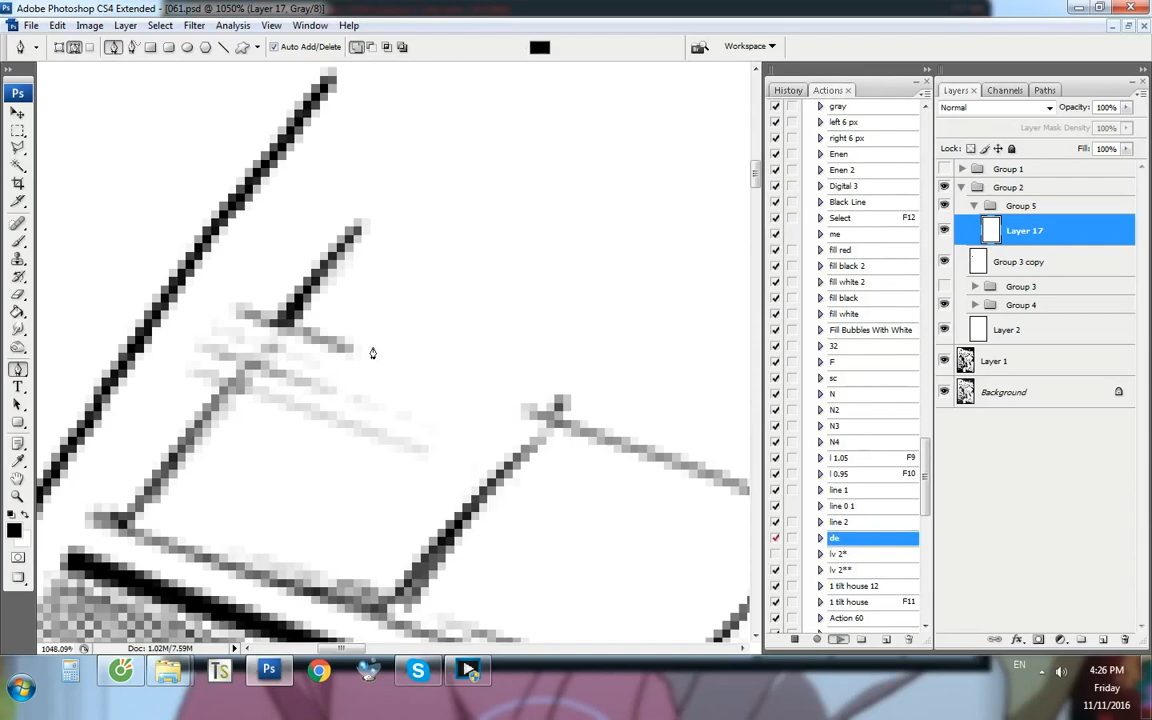 Adobe Photoshop CS4 Extended - [061.psd @ 1050% (Layer 17, Gray/8)]
File Edit Image Layer Select Filter Analysis View Window Help
Auto Add/Delete
Workspace
Ps
T
History
Actions
gray
left 6 px
right 6 px
Enen
Enen 2
Digital 3
Black Line
Select F12
me
fill red
fill black 2
fill white 2
fill black
fill white
Fill Bubbles With White
32
F
sc
N
N2
N3
N4
l 1.05 F9
l 0.95 F10
line 1
line 0 1
line 2
de
lv 2*
lv 2**
1 tilt house 12
1 tilt house F11
Action 60
Layers
Channels
Paths
Normal
Opacity: 100%
Layer Mask Density: 100%
Lock:
Fill: 100%
Group 1
Group 2
Group 5
Layer 17
Group 3 copy
Group 3
Group 4
Layer 2
Layer 1
Background
fx.
1048.09%
Doc: 1.02M/7.59M
TS
Ps
EN
4:26 PM
Friday
11/11/2016